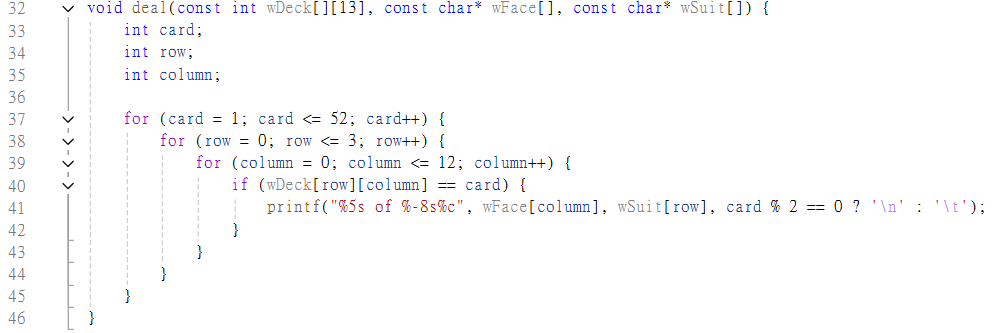 32 void deal(const int wDeck[][13], const char* wFace[], const char* wSuit[]) {
33 int card;
34 int row;
35 int column;
36
37 for (card = 1; card <= 52; card++) {
38 for (row = 0; row <= 3; row++) {
39 for (column = 0; column <= 12; column++) {
40 if (wDeck[row][column] == card) {
41 printf("%5s of %-8s%c", wFace[column], wSuit[row], card % 2 == 0 ? '\n' : '\t');
42 }
43 }
44 }
45 }
46 }